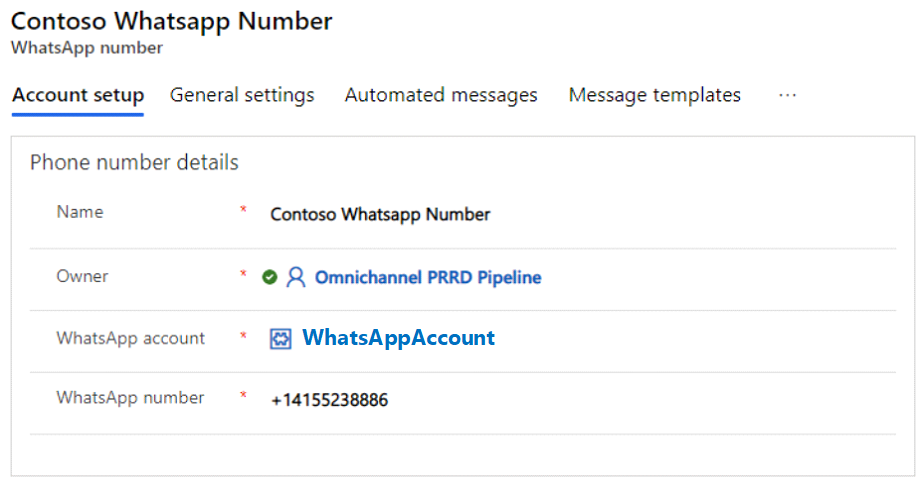 Contoso Whatsapp Number
WhatsApp number
Account setup General settings Automated messages Message templates ...
Phone number details
Name * Contoso Whatsapp Number
Owner * Omnichannel PRRD Pipeline
WhatsApp account * WhatsAppAccount
WhatsApp number * +14155238886